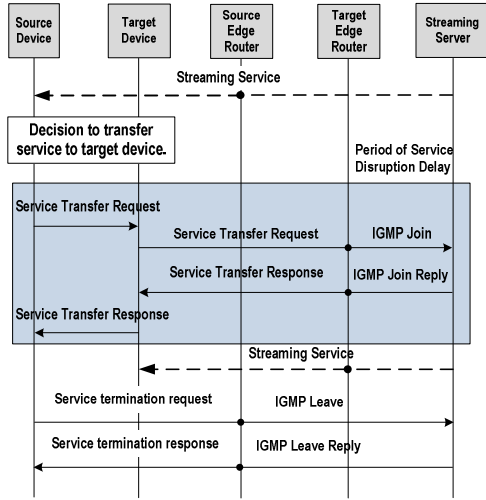 Source
Device
Target
Device
Source
Edge
Router
Target
Edge
Router
Streaming
Server
Streaming Service
Decision to transfer
service to target device.
Period of Service
Disruption Delay
Service Transfer Request
Service Transfer Request
IGMP Join
Service Transfer Response
IGMP Join Reply
Service Transfer Response
Streaming Service
Service termination request
IGMP Leave
Service termination response
IGMP Leave Reply